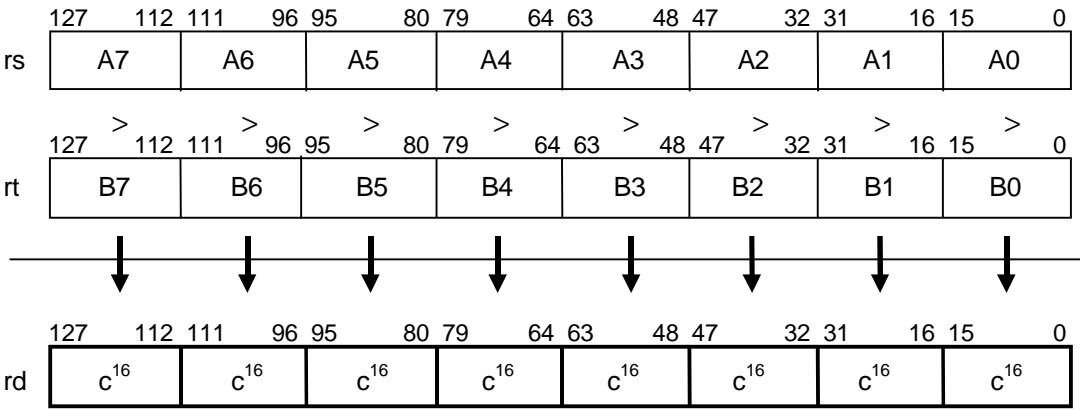 127 112 111 96 95 80 79 64 63 48 47 32 31 16 15 0
rs A7 A6 A5 A4 A3 A2 A1 A0
> > > > > > > >
127 112 111 96 95 80 79 64 63 48 47 32 31 16 15 0
rt B7 B6 B5 B4 B3 B2 B1 B0
127 112 111 96 95 80 79 64 63 48 47 32 31 16 15 0
rd c¹⁶ c¹⁶ c¹⁶ c¹⁶ c¹⁶ c¹⁶ c¹⁶ c¹⁶